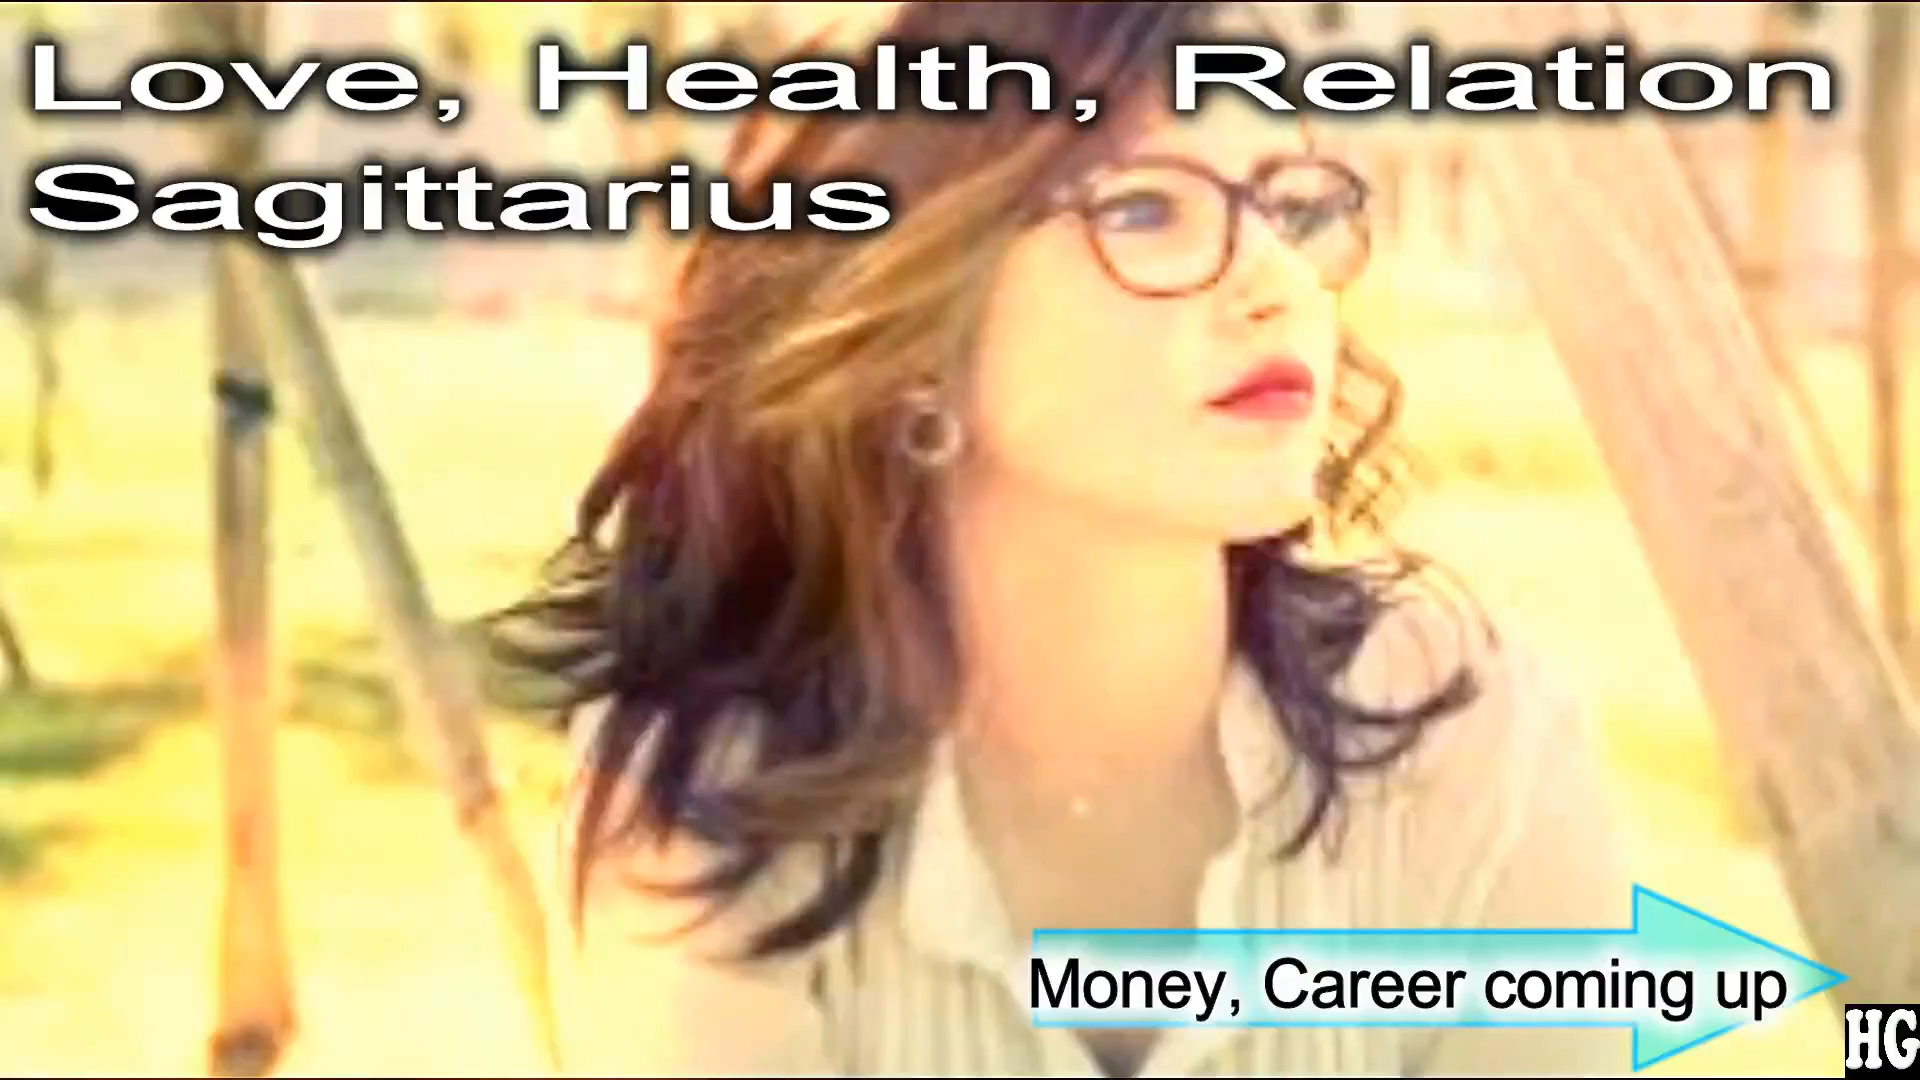 Love, Health, Relation
Sagittarius
Money, Career coming up
HG